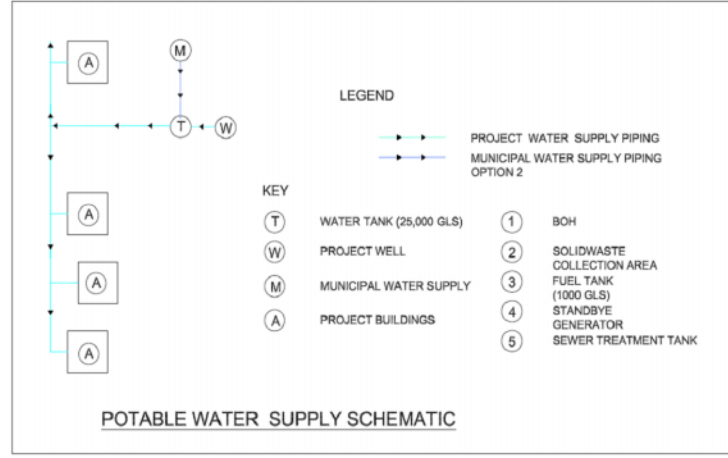 A
M
T
W
A
A
A
LEGEND
PROJECT WATER SUPPLY PIPING
MUNICIPAL WATER SUPPLY PIPING
OPTION 2
KEY
T WATER TANK (25,000 GLS)
W PROJECT WELL
M MUNICIPAL WATER SUPPLY
A PROJECT BUILDINGS
1 BOH
2 SOLIDWASTE
COLLECTION AREA
3 FUEL TANK
(1000 GLS)
4 STANDBYE
GENERATOR
5 SEWER TREATMENT TANK
POTABLE WATER SUPPLY SCHEMATIC